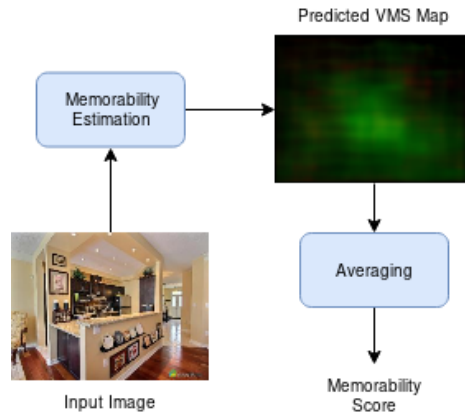 Predicted VMS Map
Memorability
Estimation
Averaging
Input Image
Memorability
Score